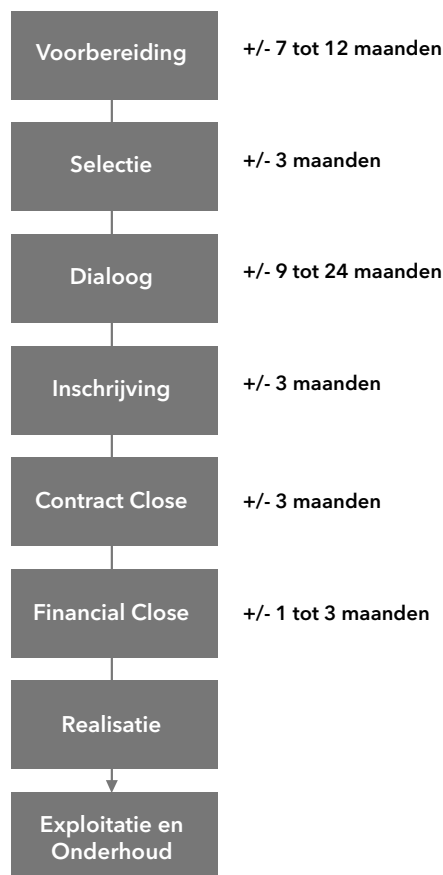 Voorbereiding +/- 7 tot 12 maanden
Selectie +/- 3 maanden
Dialoog +/- 9 tot 24 maanden
Inschrijving +/- 3 maanden
Contract Close +/- 3 maanden
Financial Close +/- 1 tot 3 maanden
Realisatie
Exploitatie en
Onderhoud